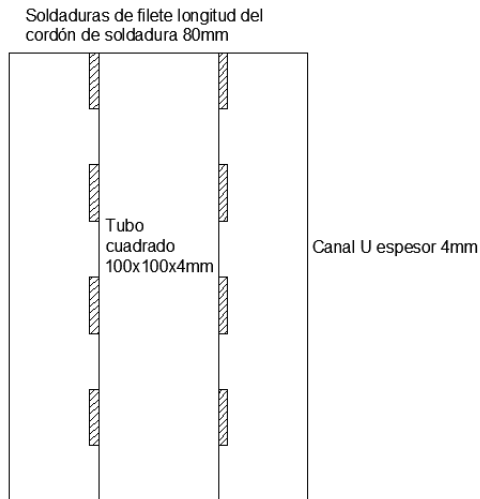 Soldaduras de filete longitud del
cordón de soldadura 80mm
Tubo
cuadrado
100x100x4mm
Canal U espesor 4mm